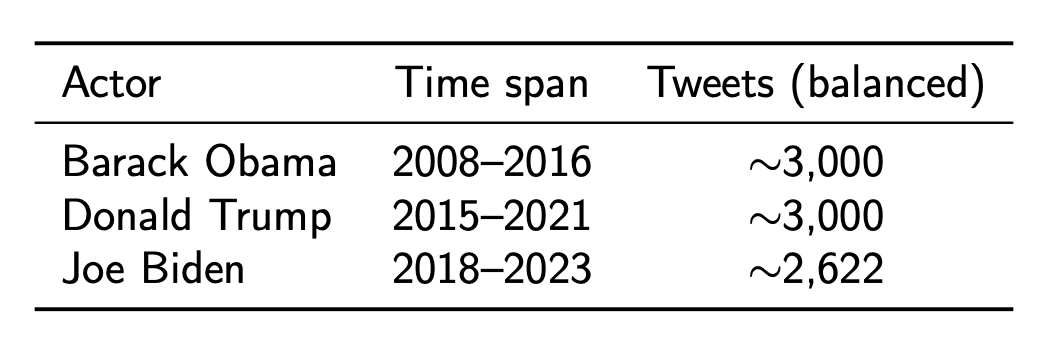 Actor Time span Tweets (balanced)
Barack Obama 2008–2016 ∼3,000
Donald Trump 2015–2021 ∼3,000
Joe Biden 2018–2023 ∼2,622